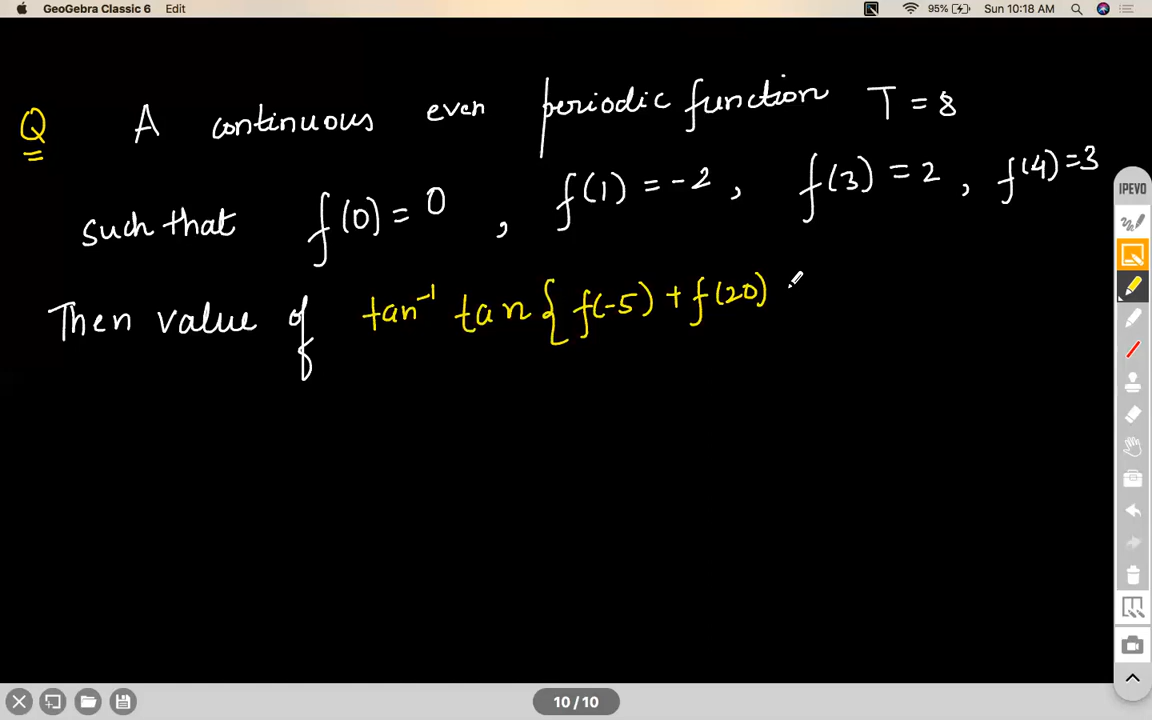 GeoGebra Classic 6 Edit 95% Sun 10:18 AM
Q A continuous even periodic function T = 8
such that f(0) = 0 , f(1) = -2 , f(3) = 2 , f(4) = 3
Then value of tan⁻¹ tan { f(-5) + f(20)
IPEVO
10 / 10